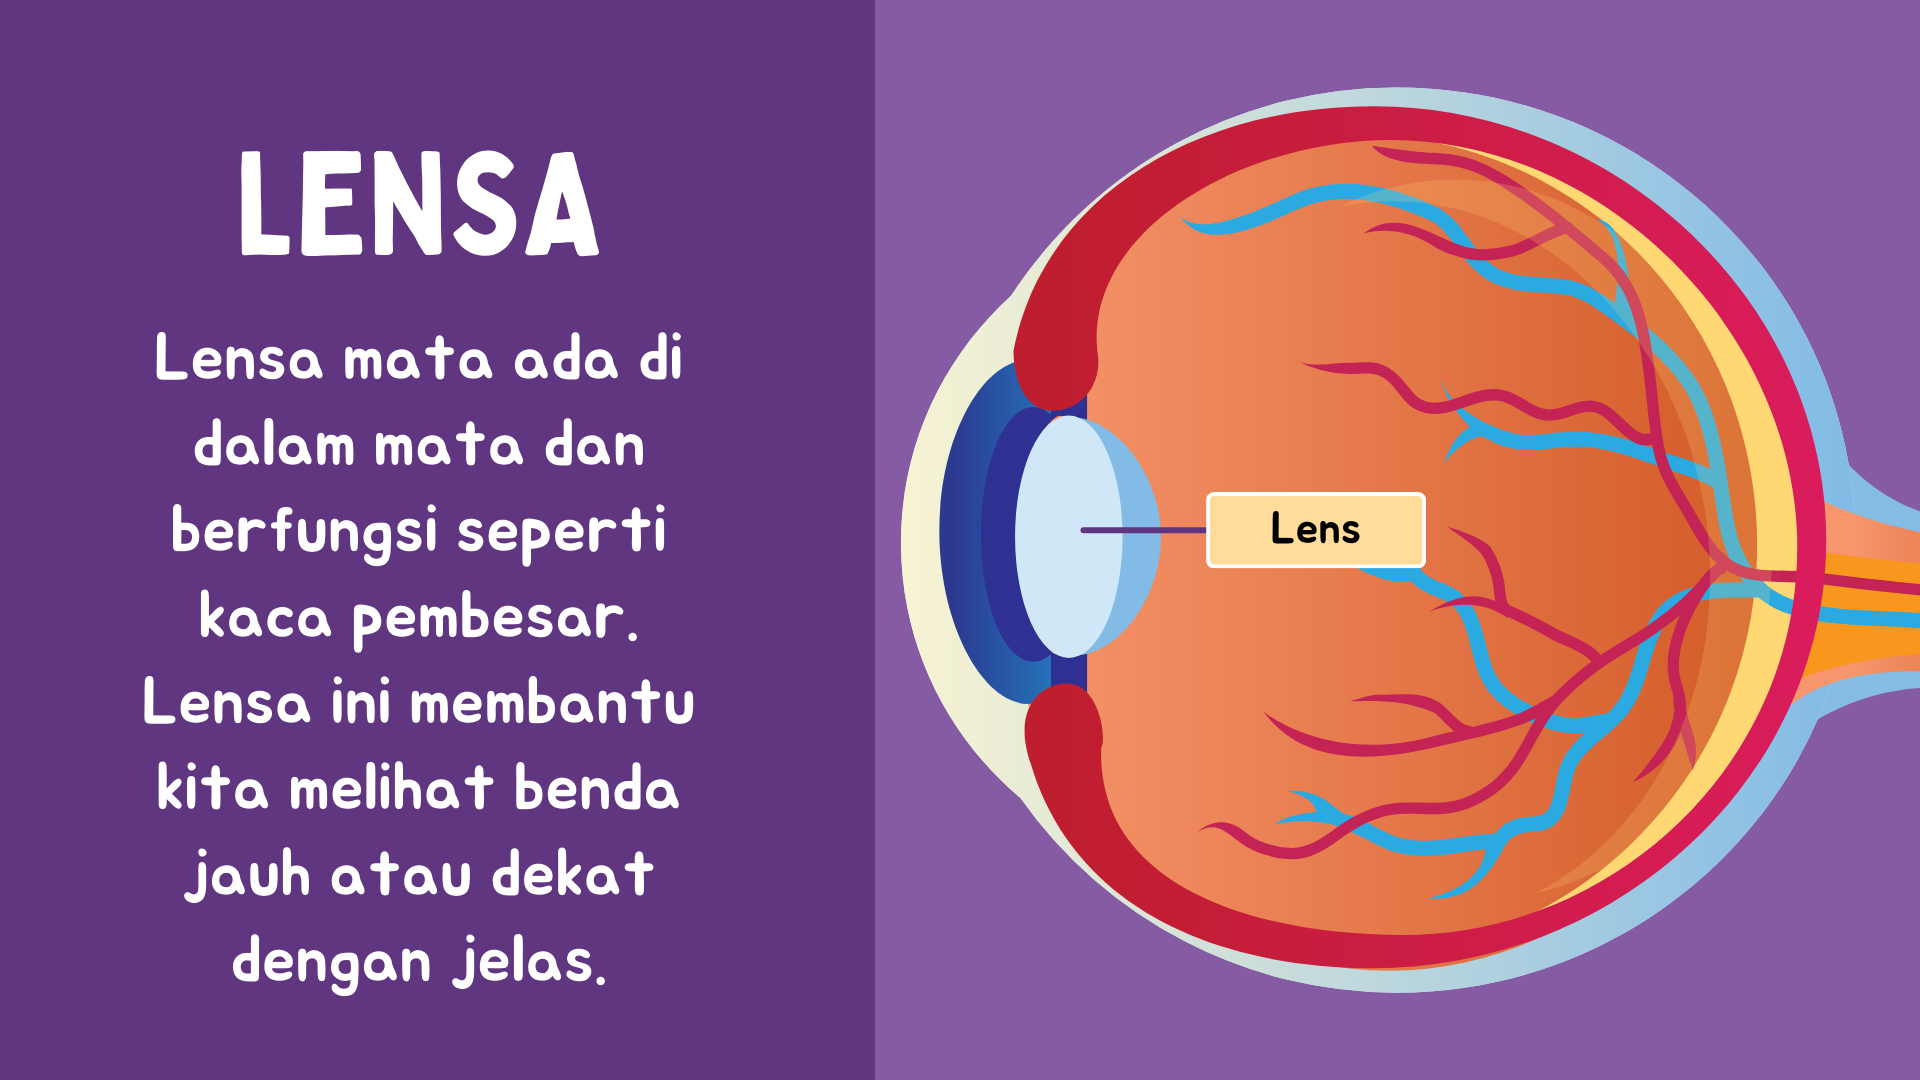 LENSA
Lensa mata ada di
dalam mata dan
berfungsi seperti
kaca pembesar.
Lensa ini membantu
kita melihat benda
jauh atau dekat
dengan jelas.
Lens